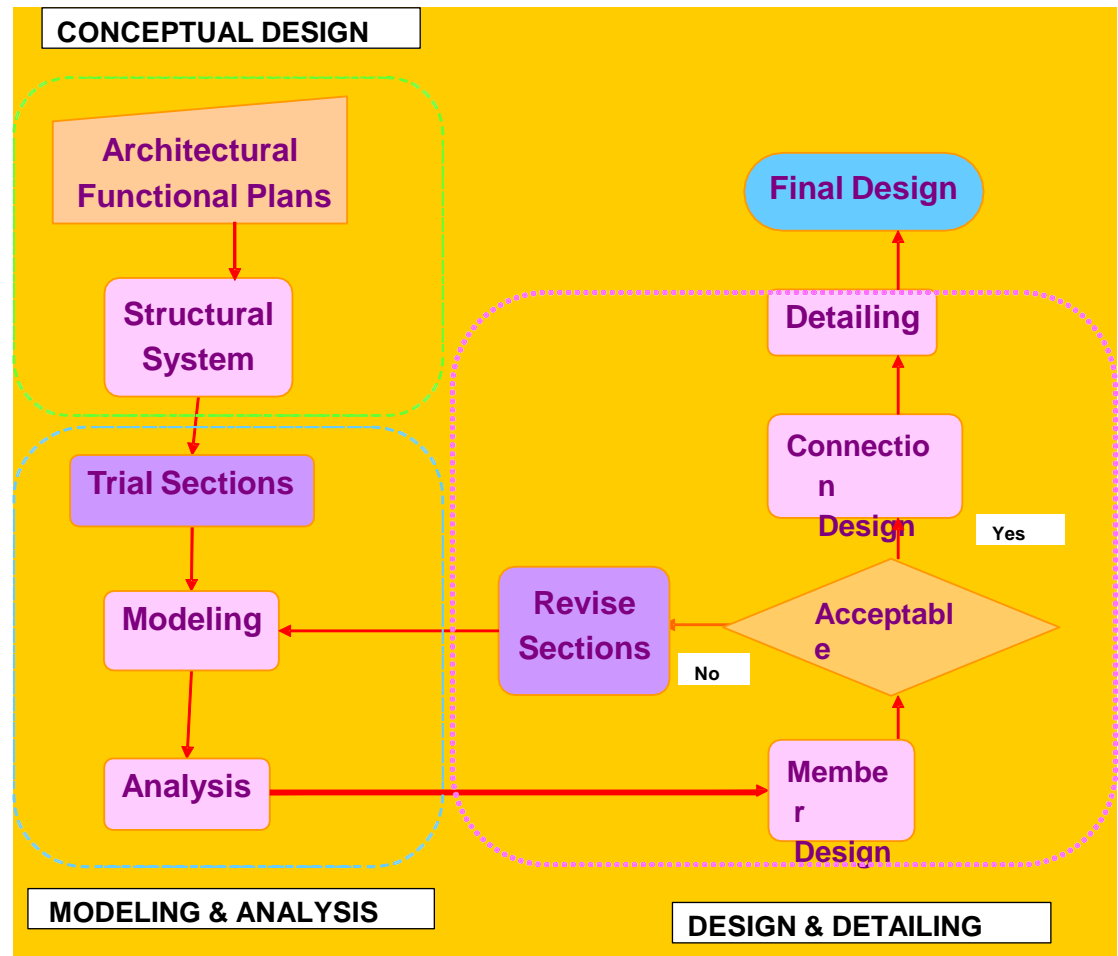 CONCEPTUAL DESIGN
Architectural
Functional Plans
Structural
System
Trial Sections
Modeling
Analysis
MODELING & ANALYSIS
Final Design
Detailing
Connectio
n
Design
Yes
Acceptabl
e
Revise
Sections
No
Membe
r
Design
DESIGN & DETAILING